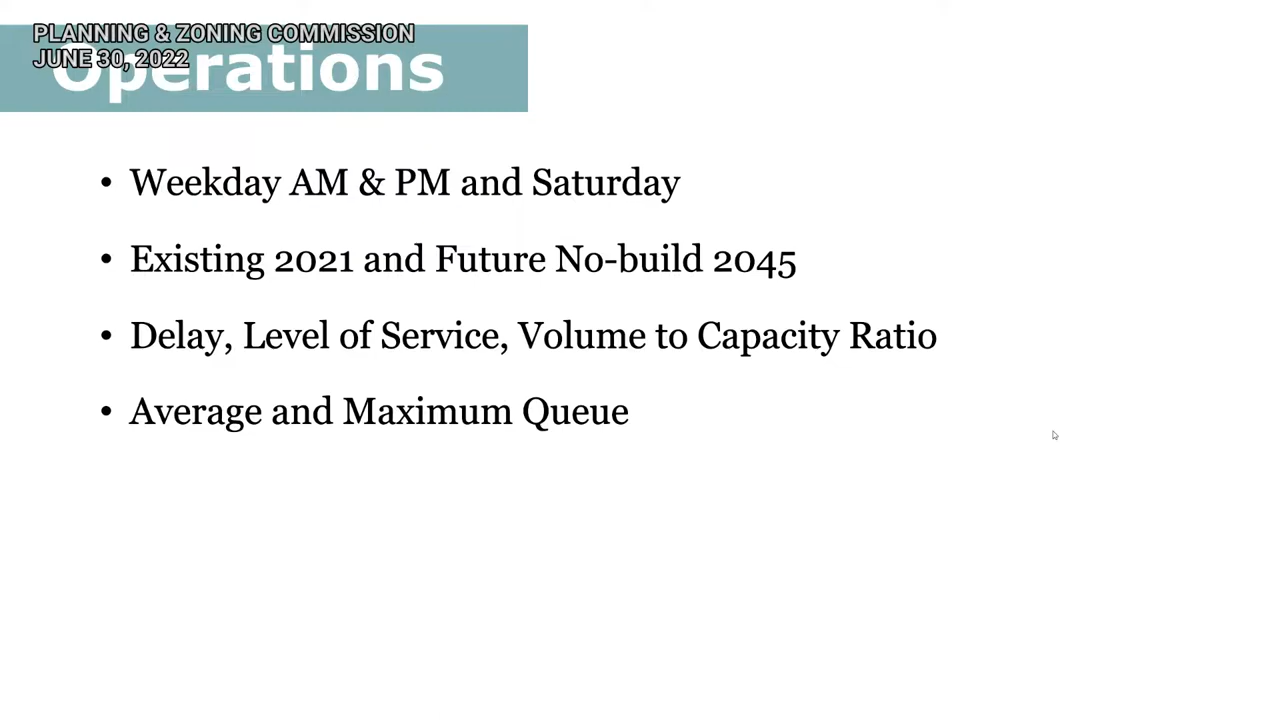 PLANNING & ZONING COMMISSION
JUNE 30, 2022
Operations
• Weekday AM & PM and Saturday
• Existing 2021 and Future No-build 2045
• Delay, Level of Service, Volume to Capacity Ratio
• Average and Maximum Queue